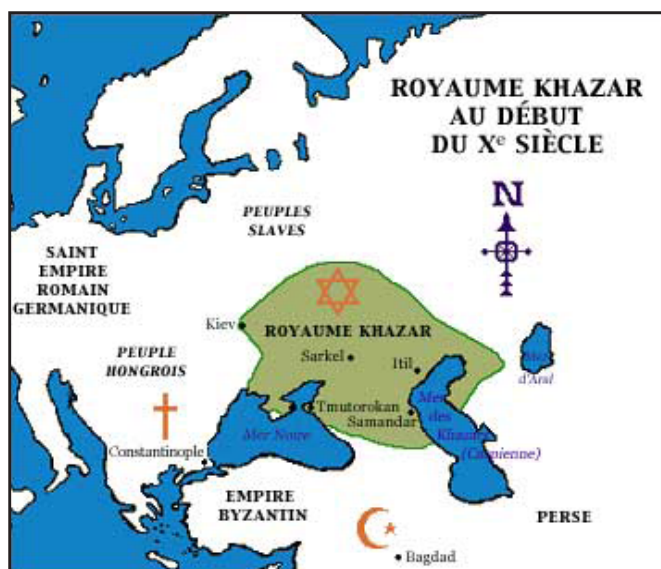 ROYAUME KHAZAR
AU DÉBUT
DU Xe SIÈCLE
N
PEUPLES
SLAVES
SAINT
EMPIRE
ROMAIN
GERMANIQUE
Kiev
ROYAUME KHAZAR
PEUPLE
HONGROIS
Sarkel
Itil
Mer
d'Aral
Tmutorokan
Samandar
Mer
des
Khazars
(Caspienne)
Mer Noire
Constantinople
EMPIRE
BYZANTIN
PERSE
Bagdad